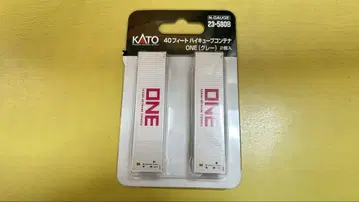 KATO
N-GAUGE
23-580B
40フィート ハイキューブコンテナ
ONE(グレー) 2個入
ONE
ONE